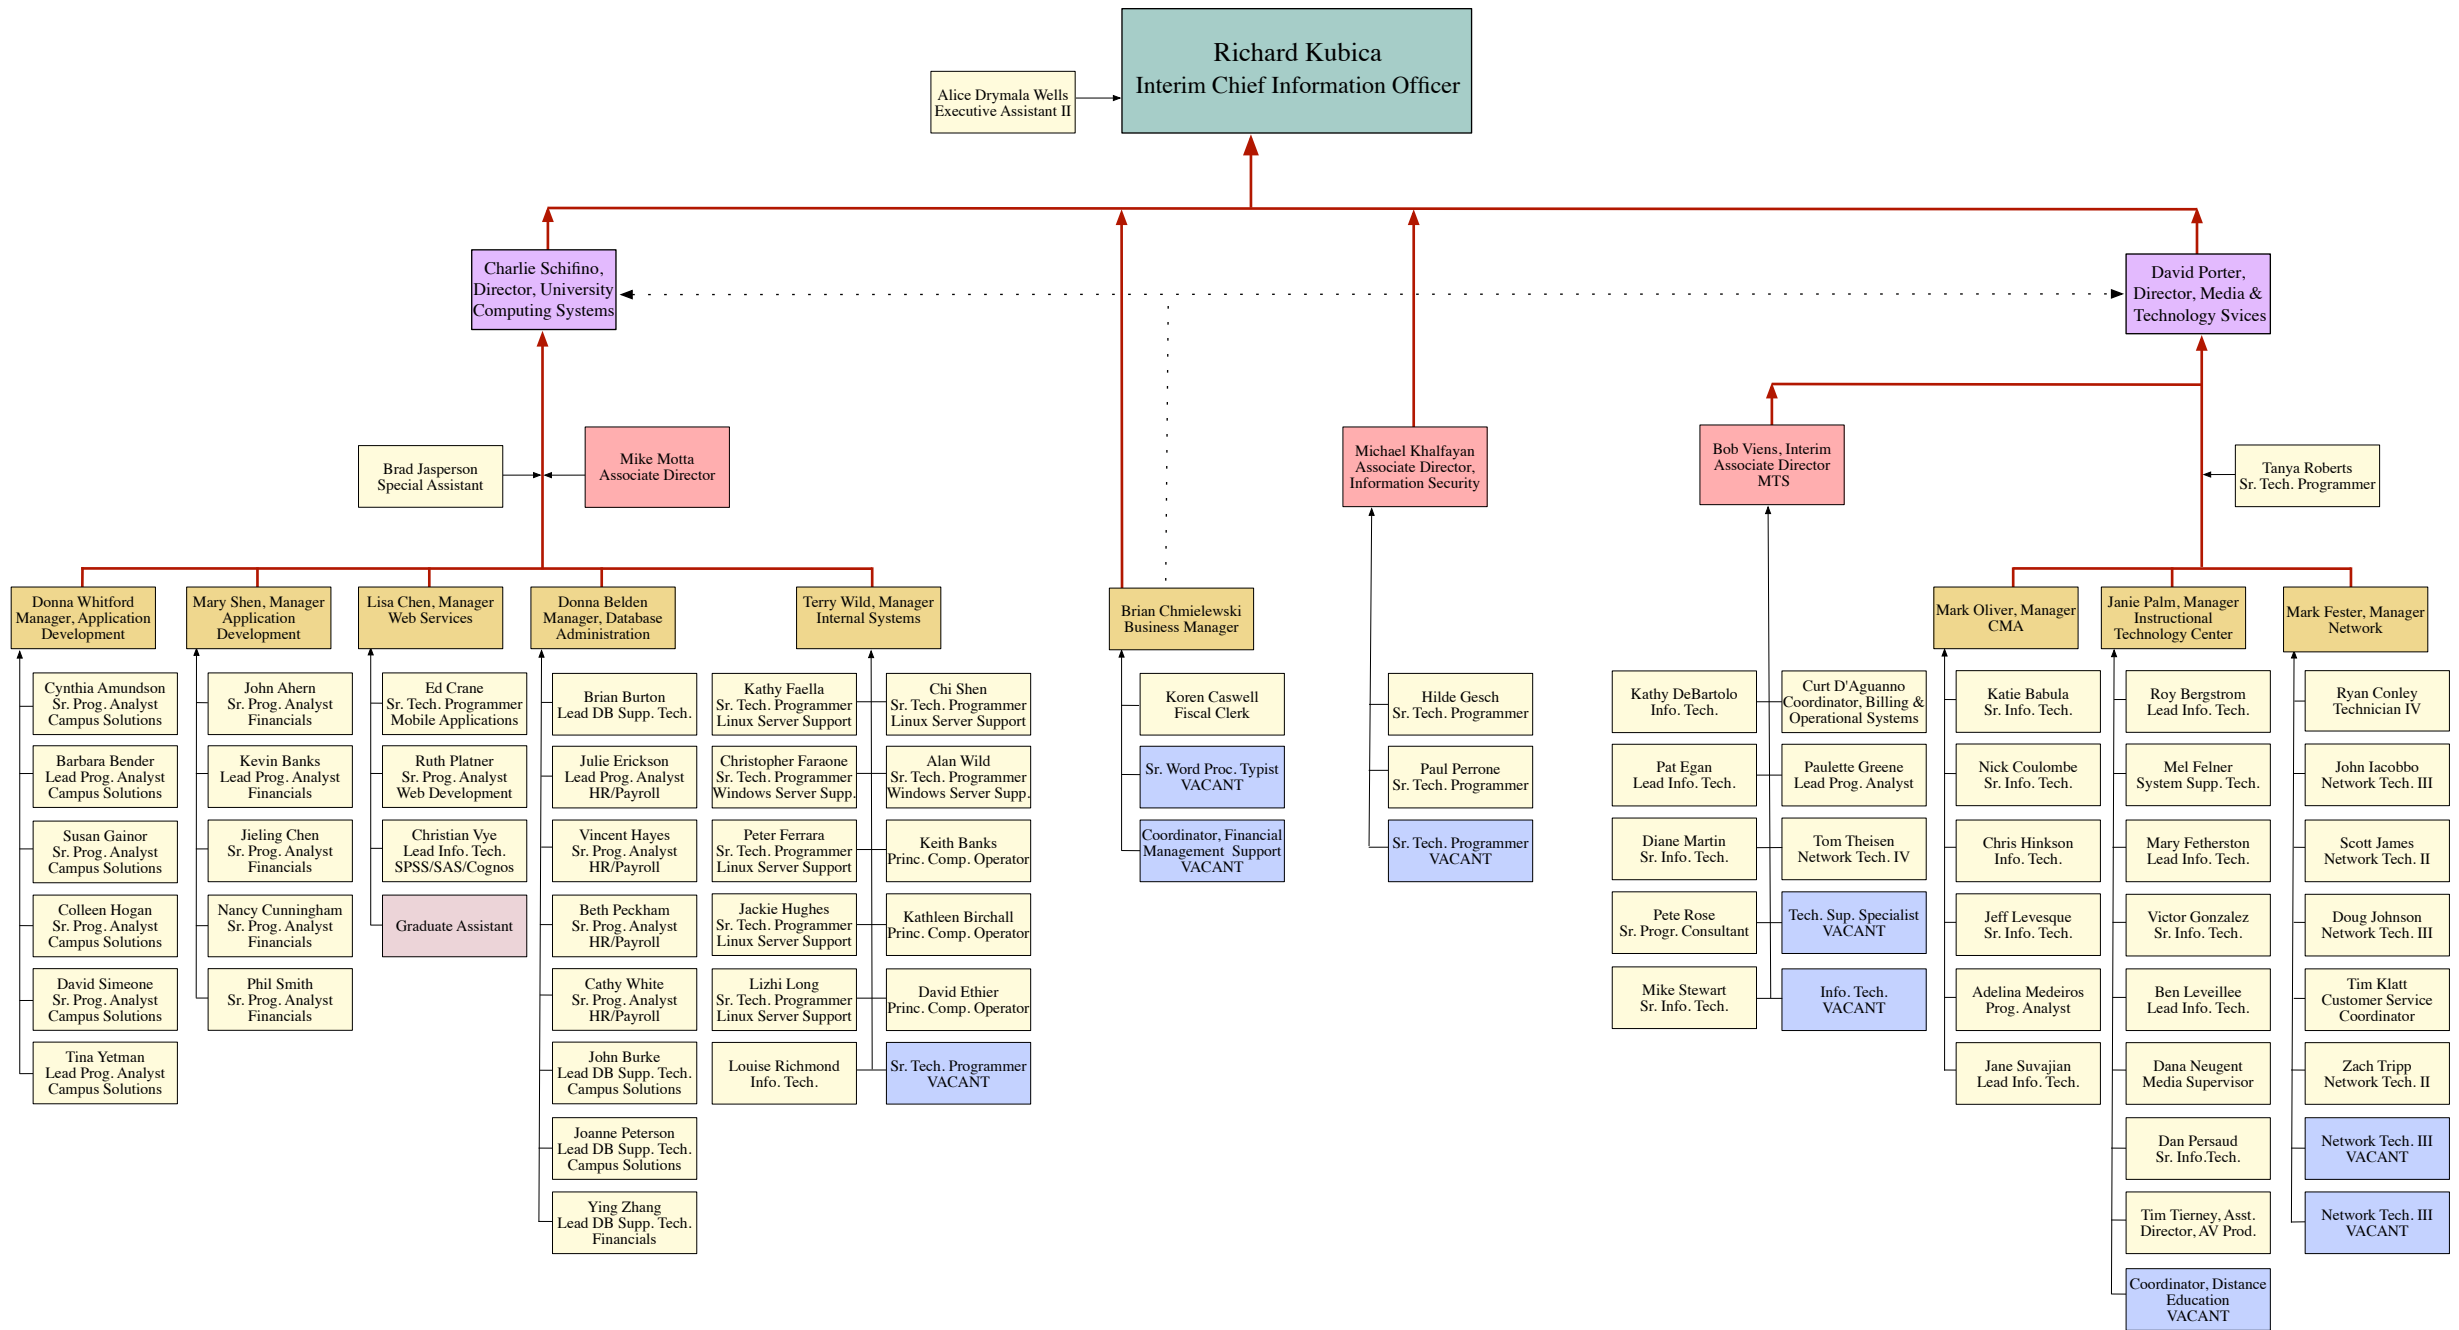 Richard Kubica
Interim Chief Information Officer
Alice Drymala Wells
Executive Assistant II
Charlie Schifino,
Director, University
Computing Systems
David Porter,
Director, Media &
Technology Svices
Brad Jasperson
Special Assistant
Mike Motta
Associate Director
Michael Khalfayan
Associate Director,
Information Security
Bob Viens, Interim
Associate Director
MTS
Tanya Roberts
Sr. Tech. Programmer
Donna Whitford
Manager, Application
Development
Cynthia Amundson
Sr. Prog. Analyst
Campus Solutions
Barbara Bender
Lead Prog. Analyst
Campus Solutions
Susan Gainor
Sr. Prog. Analyst
Campus Solutions
Colleen Hogan
Sr. Prog. Analyst
Campus Solutions
David Simeone
Sr. Prog. Analyst
Campus Solutions
Tina Yetman
Lead Prog. Analyst
Campus Solutions
Mary Shen, Manager
Application
Development
John Ahern
Sr. Prog. Analyst
Financials
Kevin Banks
Lead Prog. Analyst
Financials
Jieling Chen
Sr. Prog. Analyst
Financials
Nancy Cunningham
Sr. Prog. Analyst
Financials
Phil Smith
Sr. Prog. Analyst
Financials
Lisa Chen, Manager
Web Services
Ed Crane
Sr. Tech. Programmer
Mobile Applications
Ruth Platner
Sr. Prog. Analyst
Web Development
Christian Vye
Lead Info. Tech.
SPSS/SAS/Cognos
Graduate Assistant
Donna Belden
Manager, Database
Administration
Brian Burton
Lead DB Supp. Tech.
Julie Erickson
Lead Prog. Analyst
HR/Payroll
Vincent Hayes
Sr. Prog. Analyst
HR/Payroll
Beth Peckham
Sr. Prog. Analyst
HR/Payroll
Cathy White
Sr. Prog. Analyst
HR/Payroll
John Burke
Lead DB Supp. Tech.
Campus Solutions
Joanne Peterson
Lead DB Supp. Tech.
Campus Solutions
Ying Zhang
Lead DB Supp. Tech.
Financials
Terry Wild, Manager
Internal Systems
Kathy Faella
Sr. Tech. Programmer
Linux Server Support
Christopher Faraone
Sr. Tech. Programmer
Windows Server Supp.
Peter Ferrara
Sr. Tech. Programmer
Linux Server Support
Jackie Hughes
Sr. Tech. Programmer
Linux Server Support
Lizhi Long
Sr. Tech. Programmer
Linux Server Support
Louise Richmond
Info. Tech.
Chi Shen
Sr. Tech. Programmer
Linux Server Support
Alan Wild
Sr. Tech. Programmer
Windows Server Supp.
Keith Banks
Princ. Comp. Operator
Kathleen Birchall
Princ. Comp. Operator
David Ethier
Princ. Comp. Operator
Sr. Tech. Programmer
VACANT
Brian Chmielewski
Business Manager
Koren Caswell
Fiscal Clerk
Sr. Word Proc. Typist
VACANT
Coordinator, Financial
Management Support
VACANT
Hilde Gesch
Sr. Tech. Programmer
Paul Perrone
Sr. Tech. Programmer
Sr. Tech. Programmer
VACANT
Kathy DeBartolo
Info. Tech.
Pat Egan
Lead Info. Tech.
Diane Martin
Sr. Info. Tech.
Pete Rose
Sr. Progr. Consultant
Mike Stewart
Sr. Info. Tech.
Curt D'Aguanno
Coordinator, Billing &
Operational Systems
Paulette Greene
Lead Prog. Analyst
Tom Theisen
Network Tech. IV
Tech. Sup. Specialist
VACANT
Info. Tech.
VACANT
Mark Oliver, Manager
CMA
Katie Babula
Sr. Info. Tech.
Nick Coulombe
Sr. Info. Tech.
Chris Hinkson
Info. Tech.
Jeff Levesque
Sr. Info. Tech.
Adelina Medeiros
Prog. Analyst
Jane Suvajian
Lead Info. Tech.
Janie Palm, Manager
Instructional
Technology Center
Roy Bergstrom
Lead Info. Tech.
Mel Felner
System Supp. Tech.
Mary Fetherston
Lead Info. Tech.
Victor Gonzalez
Sr. Info. Tech.
Ben Leveillee
Lead Info. Tech.
Dana Neugent
Media Supervisor
Dan Persaud
Sr. Info.Tech.
Tim Tierney, Asst.
Director, AV Prod.
Coordinator, Distance
Education
VACANT
Mark Fester, Manager
Network
Ryan Conley
Technician IV
John Iacobbo
Network Tech. III
Scott James
Network Tech. II
Doug Johnson
Network Tech. III
Tim Klatt
Customer Service
Coordinator
Zach Tripp
Network Tech. II
Network Tech. III
VACANT
Network Tech. III
VACANT